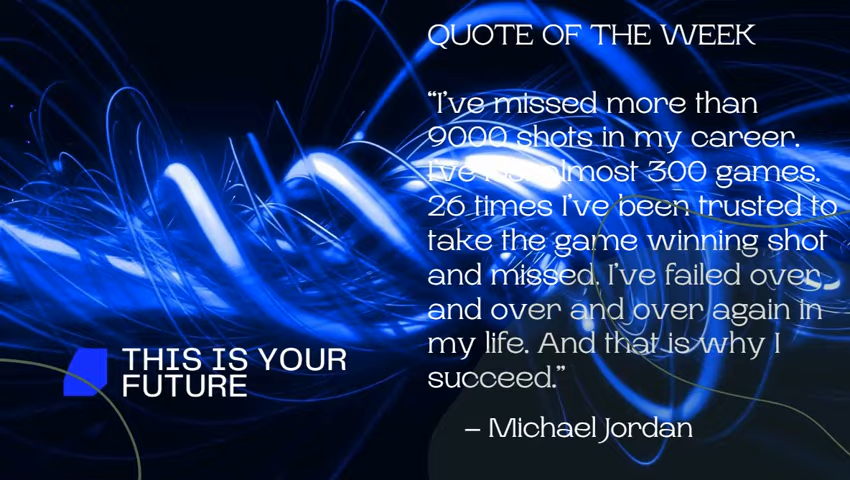 QUOTE OF THE WEEK
“I’ve missed more than
9000 shots in my career.
I’ve lost almost 300 games.
26 times I’ve been trusted to
take the game winning shot
and missed. I’ve failed over
and over and over again in
my life. And that is why I
succeed.”
– Michael Jordan
THIS IS YOUR
FUTURE